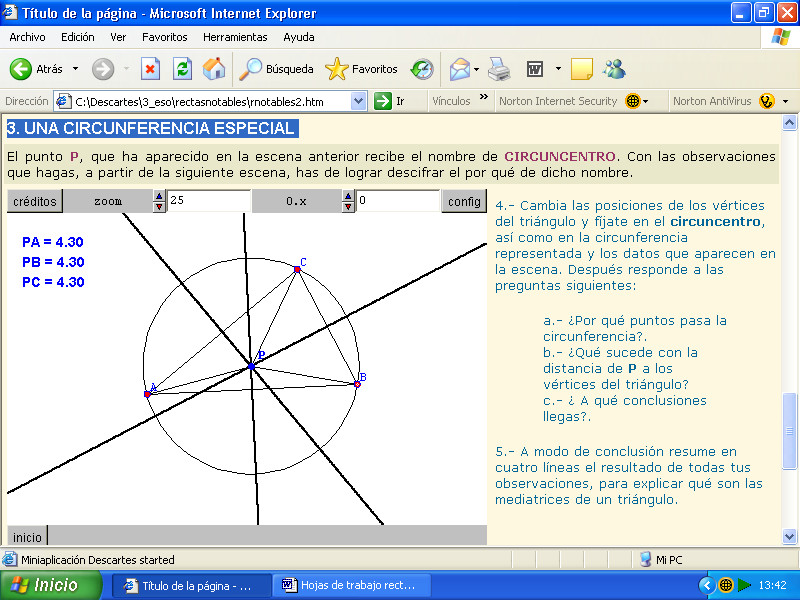 Título de la página - Microsoft Internet Explorer
Archivo Edición Ver Favoritos Herramientas Ayuda
Atrás Búsqueda Favoritos
Dirección C:\Descartes\3_eso\rectasnotables\rnotables2.htm Ir Vínculos » Norton Internet Security Norton AntiVirus
3. UNA CIRCUNFERENCIA ESPECIAL
El punto P, que ha aparecido en la escena anterior recibe el nombre de CIRCUNCENTRO. Con las observaciones
que hagas, a partir de la siguiente escena, has de lograr descifrar el por qué de dicho nombre.
créditos zoom 25 O.x 0 config
PA = 4.30
PB = 4.30
PC = 4.30
C
P
A
B
inicio
4.- Cambia las posiciones de los vértices
del triángulo y fíjate en el circuncentro,
así como en la circunferencia
representada y los datos que aparecen en
la escena. Después responde a las
preguntas siguientes:
a.- ¿Por qué puntos pasa la
circunferencia?.
b.- ¿Qué sucede con la
distancia de P a los
vértices del triángulo?
c.- ¿ A qué conclusiones
llegas?.
5.- A modo de conclusión resume en
cuatro líneas el resultado de todas tus
observaciones, para explicar qué son las
mediatrices de un triángulo.
Miniaplicación Descartes started Mi PC
Inicio Título de la página - ... Hojas de trabajo rect... 13:42